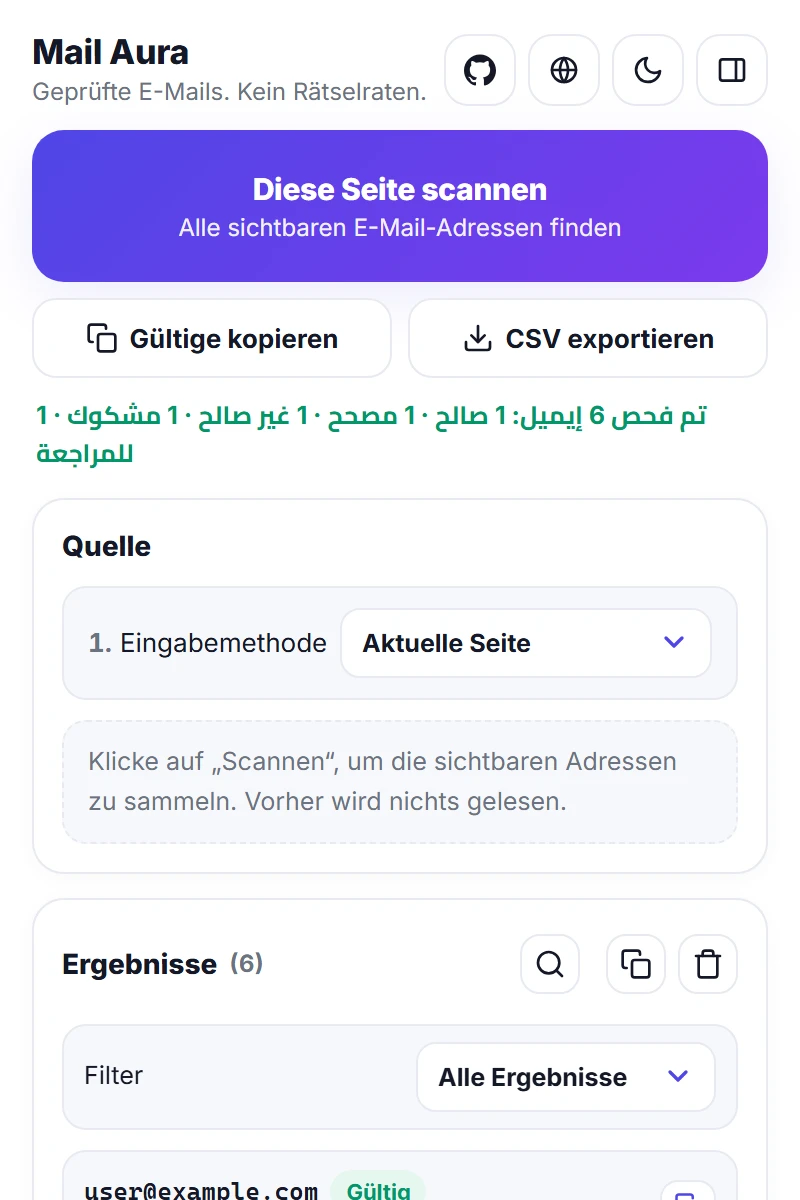 Mail Aura
Geprüfte E-Mails. Kein Rätselraten.
Diese Seite scannen
Alle sichtbaren E-Mail-Adressen finden
Gültige kopieren
CSV exportieren
تم فحص 6 إيميل: 1 صالح · 1 مصحح · 1 غير صالح · 1 مشكوك · 1
للمراجعة
Quelle
1. Eingabemethode
Aktuelle Seite
Klicke auf „Scannen“, um die sichtbaren Adressen
zu sammeln. Vorher wird nichts gelesen.
Ergebnisse (6)
Filter
Alle Ergebnisse
user@example.com Gültig